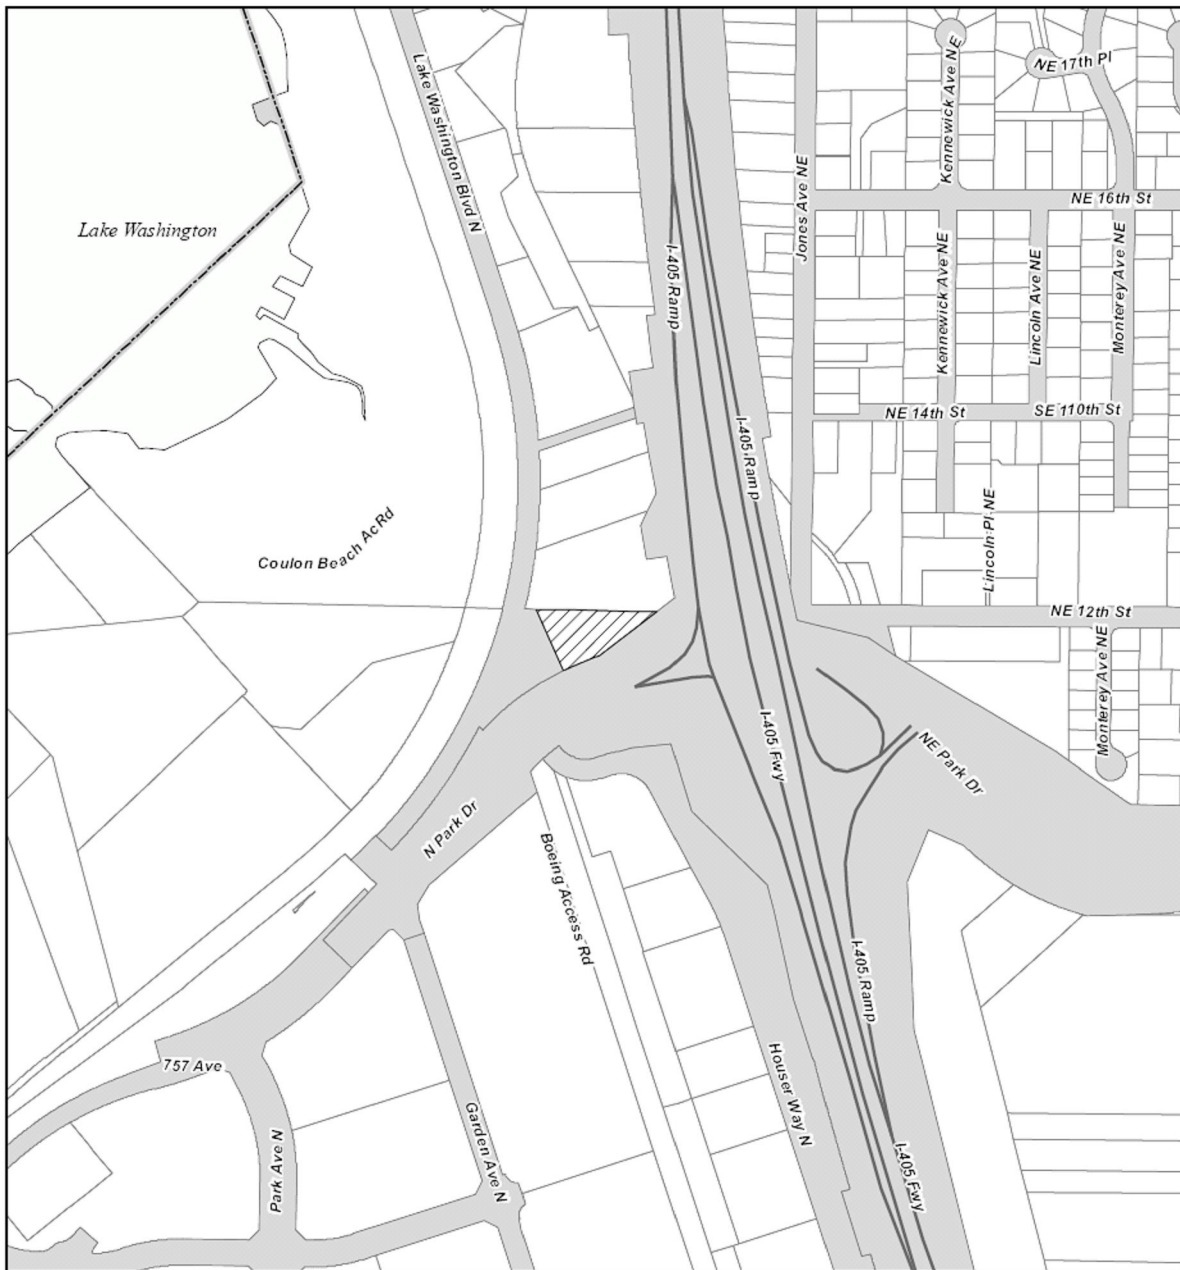 Kennewick Ave NE
NE 17th Pl
Lake Washington Blvd N
NE 16th St
Jones Ave NE
Lake Washington
I-405 Ramp
Kennewick Ave NE
Lincoln Ave NE
Monterey Ave NE
NE 14th St
SE 110th St
I-405 Ramp
Coulon Beach Ac Rd
Lincoln Pl NE
NE 12th St
Monterey Ave NE
I-405 Fwy
NE Park Dr
N Park Dr
Boeing Access Rd
I-405 Ramp
757 Ave
Houser Way N
Park Ave N
Garden Ave N
I-405 Fwy